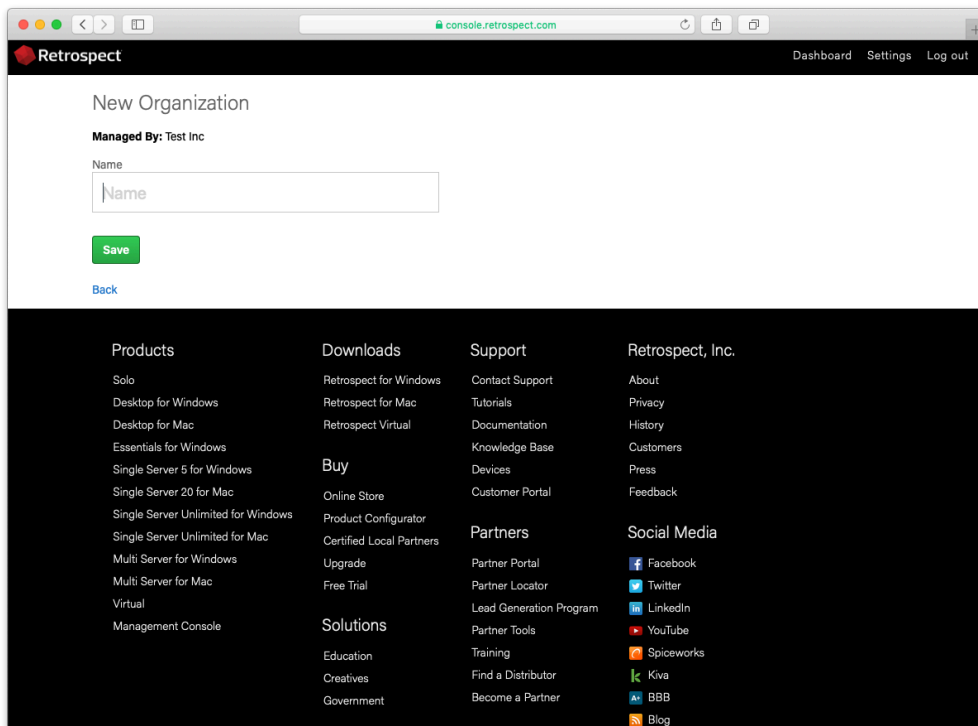 console.retrospect.com
Retrospect
Dashboard Settings Log out
New Organization
Managed By: Test Inc
Name
Name
Save
Back
Products
Solo
Desktop for Windows
Desktop for Mac
Essentials for Windows
Single Server 5 for Windows
Single Server 20 for Mac
Single Server Unlimited for Windows
Single Server Unlimited for Mac
Multi Server for Windows
Multi Server for Mac
Virtual
Management Console
Downloads
Retrospect for Windows
Retrospect for Mac
Retrospect Virtual
Buy
Online Store
Product Configurator
Certified Local Partners
Upgrade
Free Trial
Solutions
Education
Creatives
Government
Support
Contact Support
Tutorials
Documentation
Knowledge Base
Devices
Customer Portal
Partners
Partner Portal
Partner Locator
Lead Generation Program
Partner Tools
Training
Find a Distributor
Become a Partner
Retrospect, Inc.
About
Privacy
History
Customers
Press
Feedback
Social Media
Facebook
Twitter
in LinkedIn
YouTube
Spiceworks
k Kiva
A+ BBB
Blog